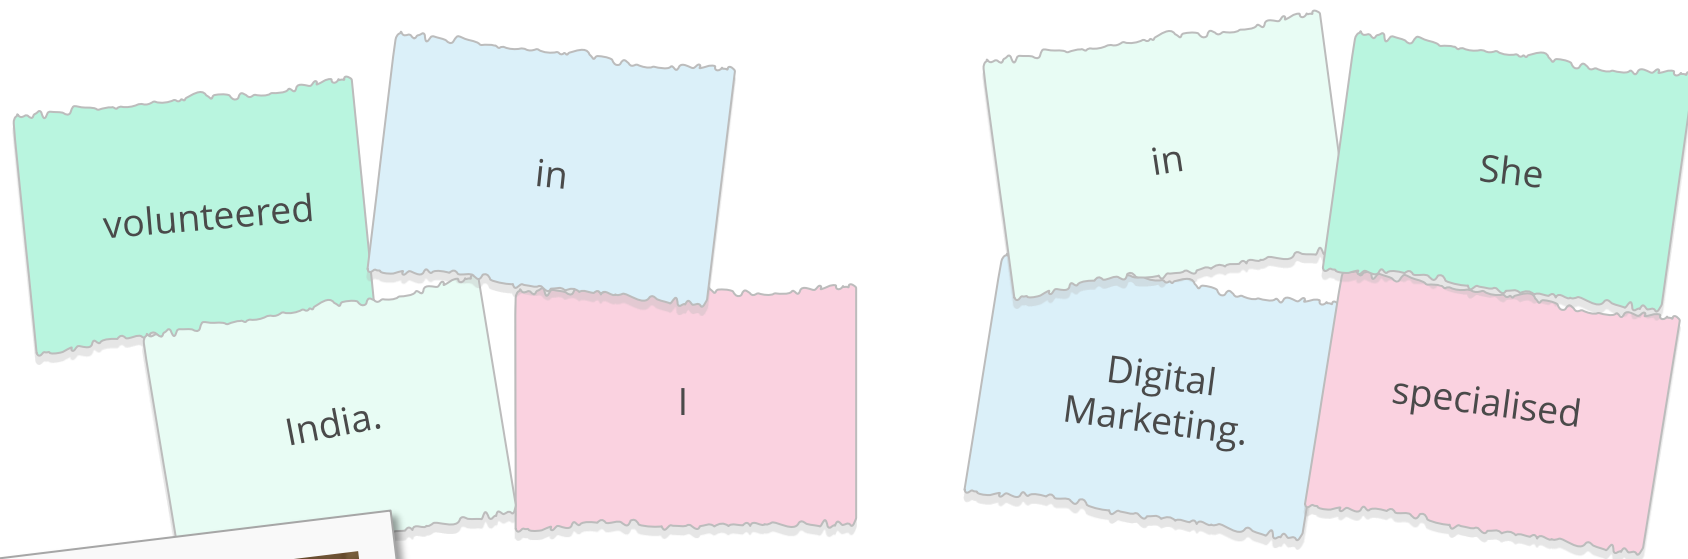 volunteered
in
India.
I
in
She
Digital
Marketing.
specialised